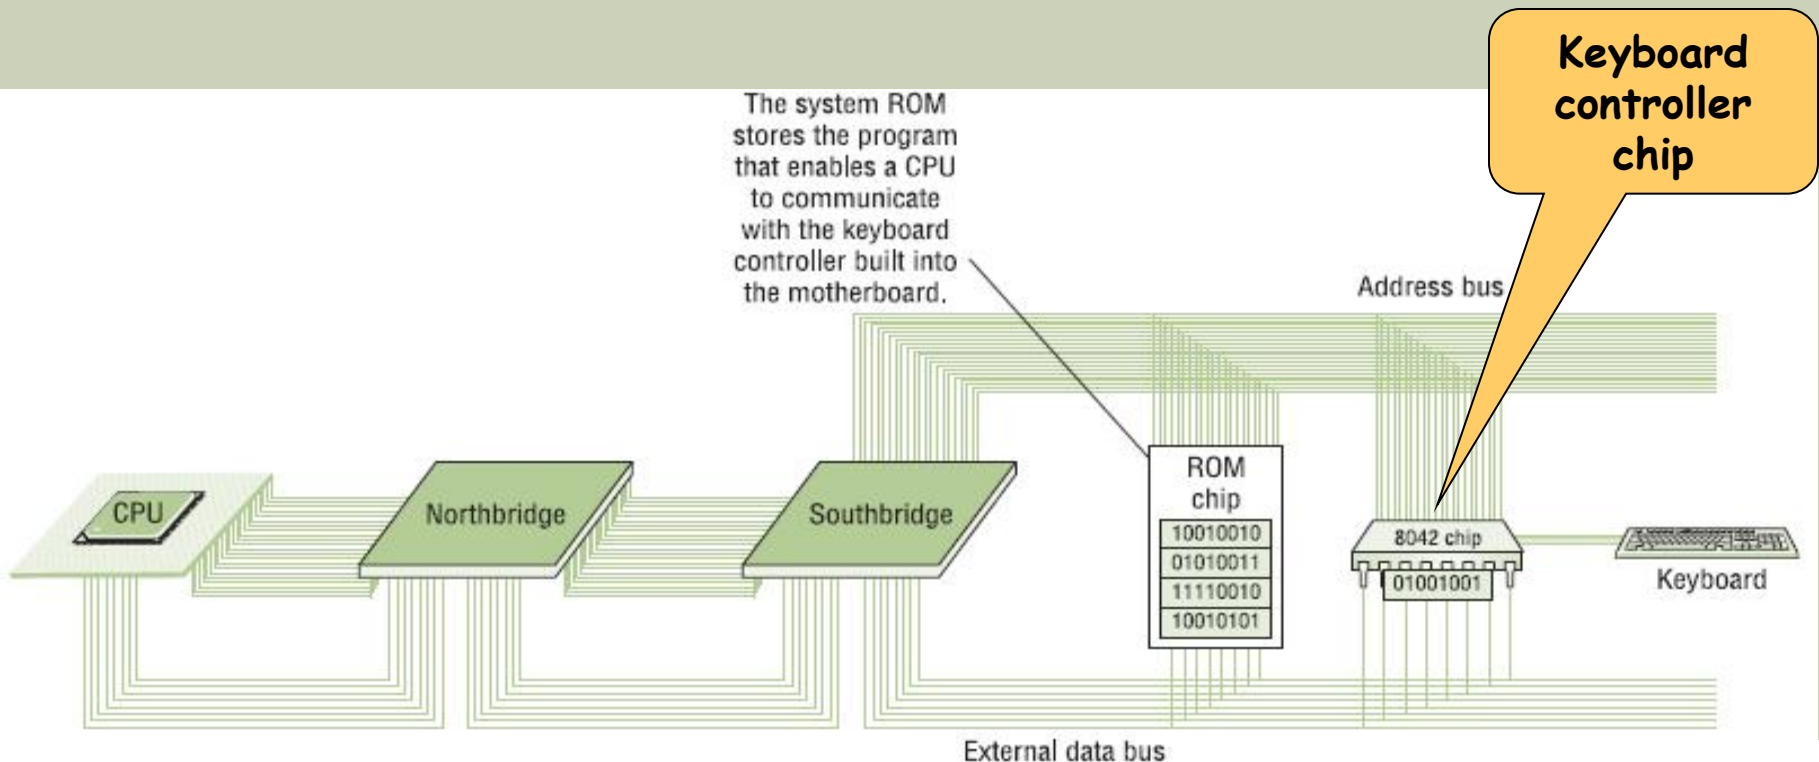 Keyboard
controller
chip
The system ROM
stores the program
that enables a CPU
to communicate
with the keyboard
controller built into
the motherboard.
Address bus
CPU
Northbridge
Southbridge
ROM
chip
10010010
01010011
11110010
10010101
8042 chip
01001001
Keyboard
External data bus